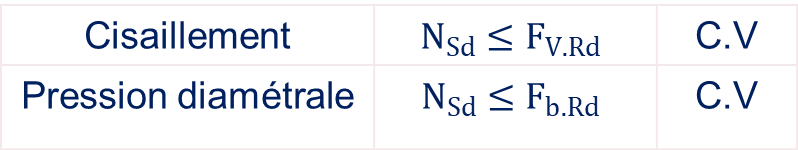 Cisaillement N_Sd ≤ F_V.Rd C.V
Pression diamétrale N_Sd ≤ F_b.Rd C.V